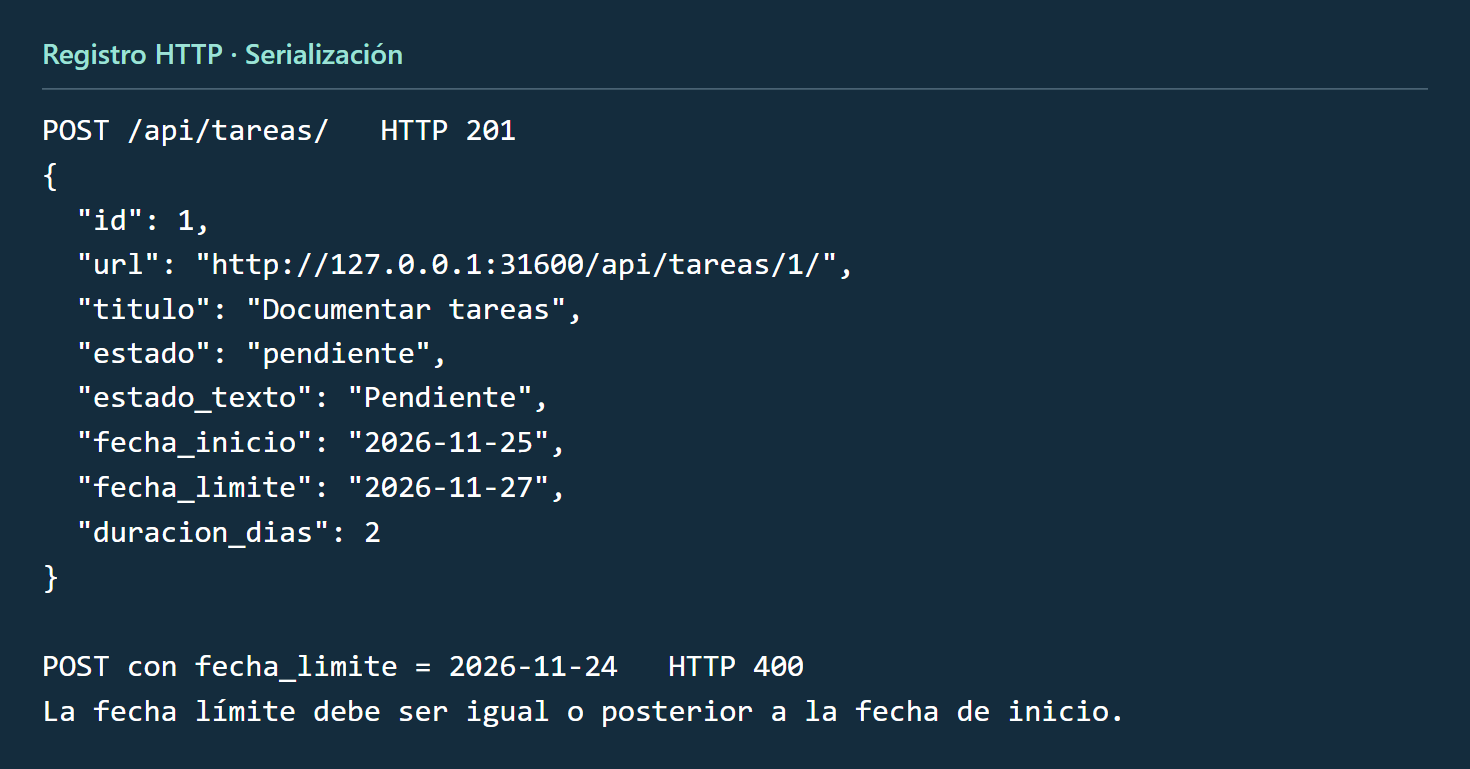 Registro HTTP · Serialización
POST /api/tareas/   HTTP 201
{
  "id": 1,
  "url": "http://127.0.0.1:31600/api/tareas/1/",
  "titulo": "Documentar tareas",
  "estado": "pendiente",
  "estado_texto": "Pendiente",
  "fecha_inicio": "2026-11-25",
  "fecha_limite": "2026-11-27",
  "duracion_dias": 2
}
POST con fecha_limite = 2026-11-24   HTTP 400
La fecha límite debe ser igual o posterior a la fecha de inicio.